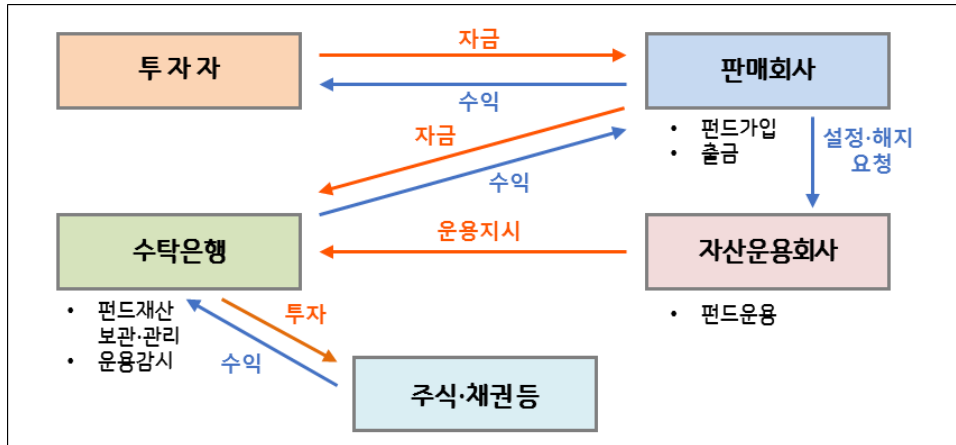 투 자 자
자금
수익
판매회사
• 펀드가입
• 출금
설정·해지
요청
자금
수익
수탁은행
• 펀드재산
보관·관리
• 운용감시
운용지시
자산운용회사
• 펀드운용
투자
수익
주식·채권 등